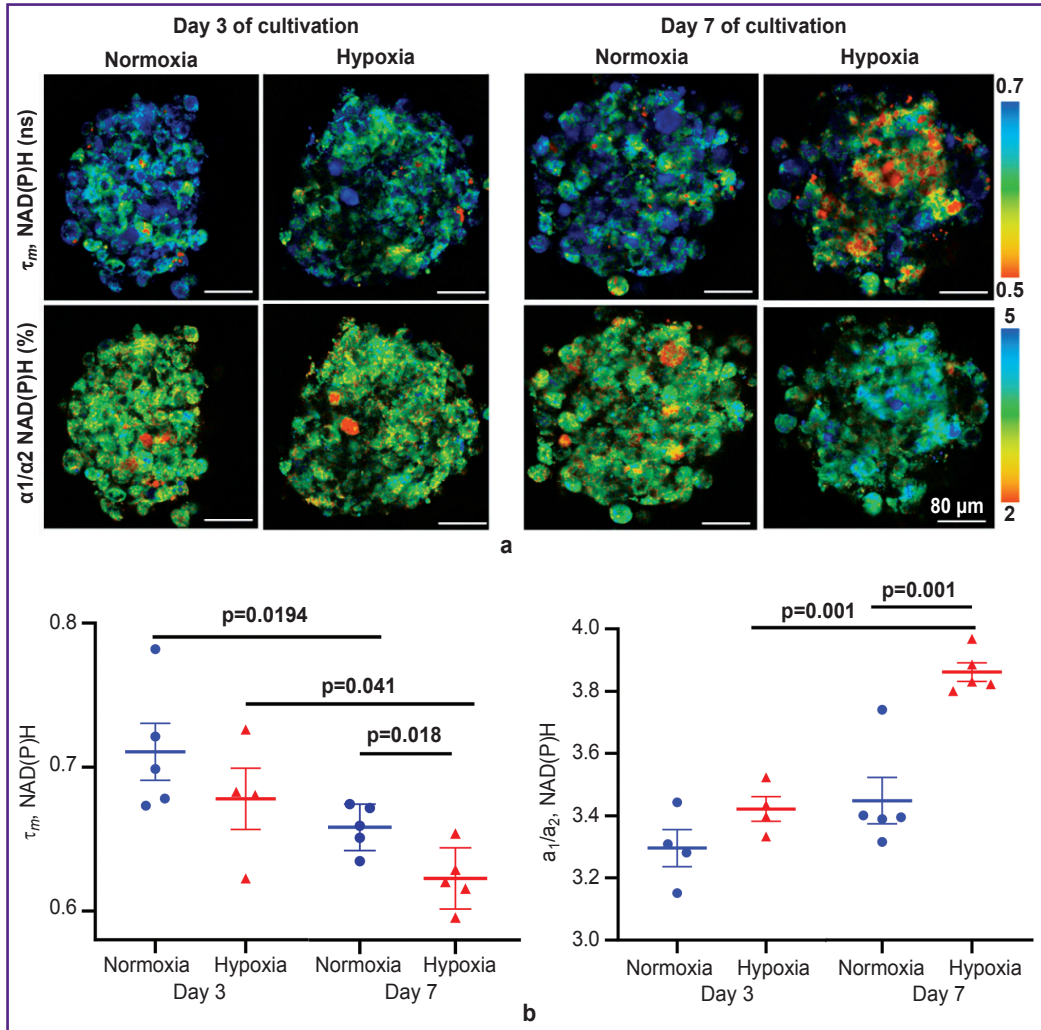 Day 3 of cultivation
Day 7 of cultivation
Normoxia
Hypoxia
Normoxia
Hypoxia
τm, NAD(P)H (ns)
0.7
0.5
α1/α2 NAD(P)H (%)
5
2
80 µm
a
τm, NAD(P)H
0.8
0.7
0.6
p=0.0194
p=0.041
p=0.018
Normoxia
Hypoxia
Normoxia
Hypoxia
Day 3
Day 7
a1/a2, NAD(P)H
4.0
3.8
3.6
3.4
3.2
3.0
p=0.001
p=0.001
Normoxia
Hypoxia
Normoxia
Hypoxia
Day 3
Day 7
b